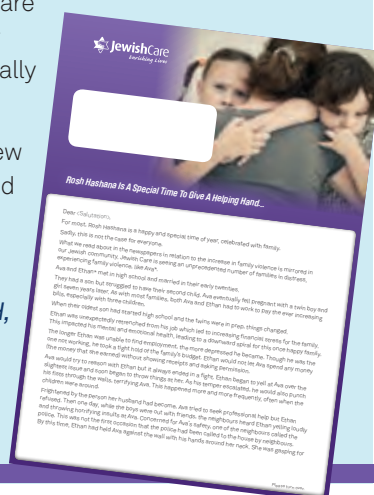 are
ally
ew
d
d,
JewishCare
Enriching Lives
Rosh Hashana Is A Special Time To Give A Helping Hand...
Dear <Salutation>,
For most, Rosh Hashana is a happy and special time of year, celebrated with family.
Sadly, this is not the case for everyone.
What we read about in the newspapers in relation to the increase in family violence is mirrored in
our Jewish community. Jewish Care is seeing an unprecedented number of families in distress,
experiencing family violence, like Ava*.
Ava and Ethan* met in high school and married in their early twenties.
They had a son but struggled to have their second child. Ava eventually fell pregnant with a twin boy and
girl seven years later. As with most families, both Ava and Ethan had to work to pay the ever increasing
bills, especially with three children.
When their oldest son had started high school and the twins were in prep, things changed.
Ethan was unexpectedly retrenched from his job which led to increasing financial stress for the family.
This impacted his mental and emotional health, leading to a downward spiral for this once happy family.
The longer Ethan was unable to find employment, the more depressed he became. Though he was the
one not working, he took a tight hold of the family's budget. Ethan would not let Ava spend any money
(the money that she earned) without showing receipts and asking permission.
Ava would try to reason with Ethan but it always ended in a fight. Ethan began to yell at Ava over the
slightest issue and soon began to throw things at her. As his temper escalated, he would also punch
his fists through the walls, terrifying Ava. This happened more and more frequently, often when the
children were around.
Frightened by the person her husband had become, Ava tried to seek professional help but Ethan
refused. Then one day, while the boys were out with friends, the neighbours heard Ethan yelling loudly
and throwing horrifying insults at Ava. Concerned for Ava's safety, one of the neighbours called the
police. This was not the first occasion that the police had been called to the house by neighbours.
By this time, Ethan had held Ava against the wall with his hands around her neck. She was gasping for